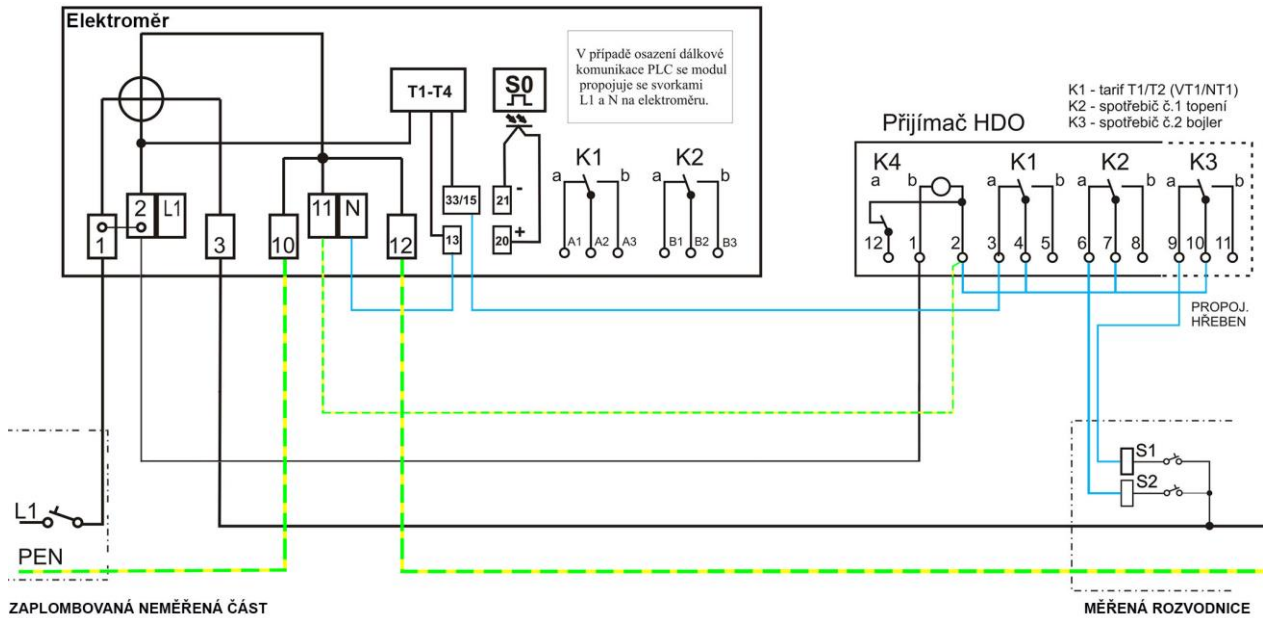 Elektroměr
V případě osazení dálkové
komunikace PLC se modul
propojuje se svorkami
L1 a N na elektroměru.
T1-T4
S0
K1 - tarif T1/T2 (VT1/NT1)
K2 - spotřebič č.1 topení
K3 - spotřebič č.2 bojler
Přijímač HDO
K1
K2
a
b
a
b
K4
K1
K2
K3
a
b
a
b
a
b
a
b
1
2
L1
3
10
11
N
12
33/15
13
21
-
20
+
A1
A2
A3
B1
B2
B3
12
1
2
3
4
5
6
7
8
9
10
11
PROPOJ.
HŘEBEN
S1
S2
L1
PEN
ZAPLOMBOVANÁ NEMĚŘENÁ ČÁST
MĚŘENÁ ROZVODNICE